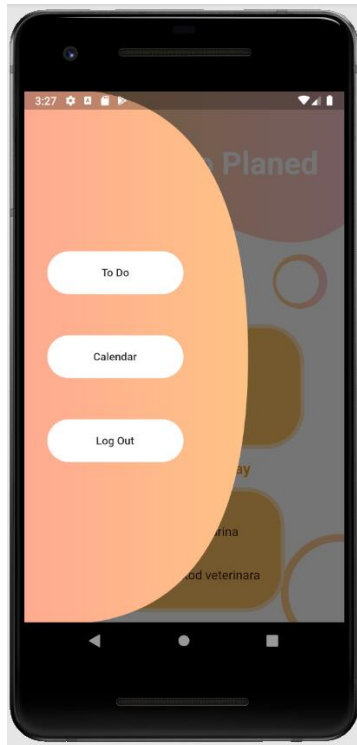 3:27
Planed
To Do
Calendar
Log Out
ay
rina
kod veterinara